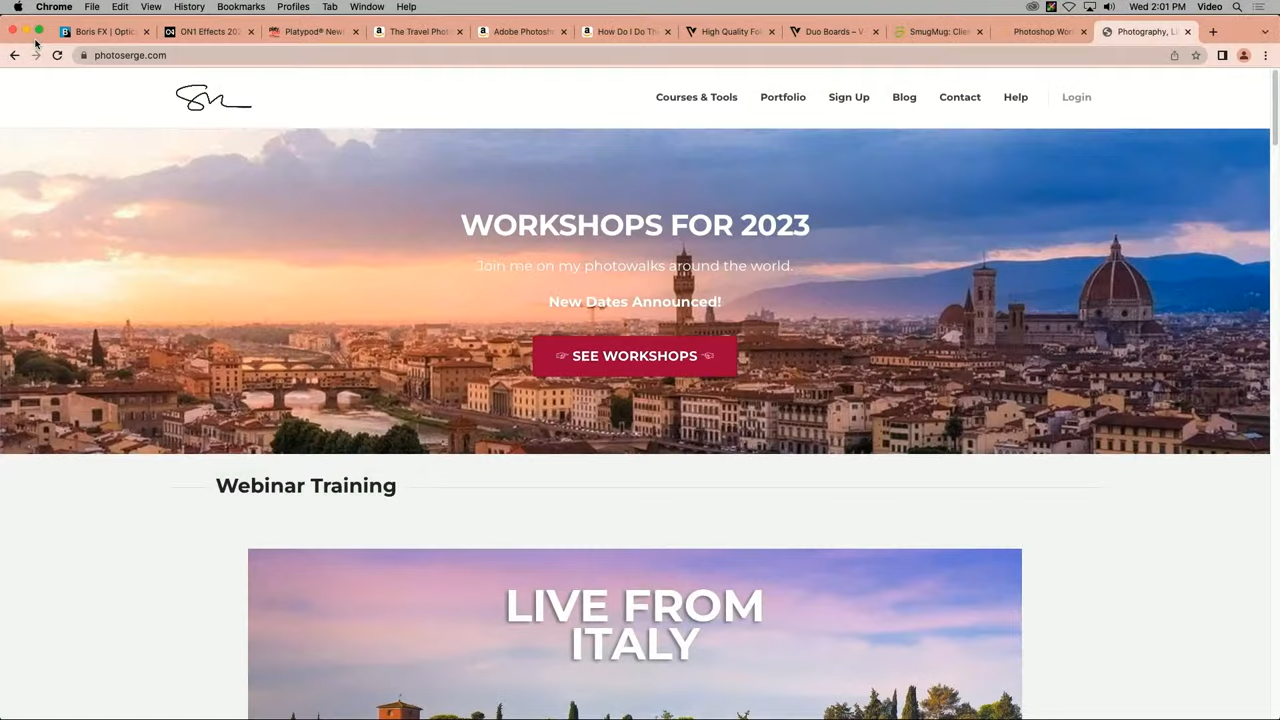 Chrome File Edit View History Bookmarks Profiles Tab Window Help Wed 2:01 PM Video
Boris FX | Optic ON1 Effects 202 Platypod® New The Travel Phot Adobe Photosh How Do I Do Th High Quality Fo Duo Boards – V SmugMug: Clie Photoshop Wor Photography, Li
photoserge.com
Courses & Tools Portfolio Sign Up Blog Contact Help Login
WORKSHOPS FOR 2023
Join me on my photowalks around the world.
New Dates Announced!
☞ SEE WORKSHOPS ☜
Webinar Training
LIVE FROM
ITALY